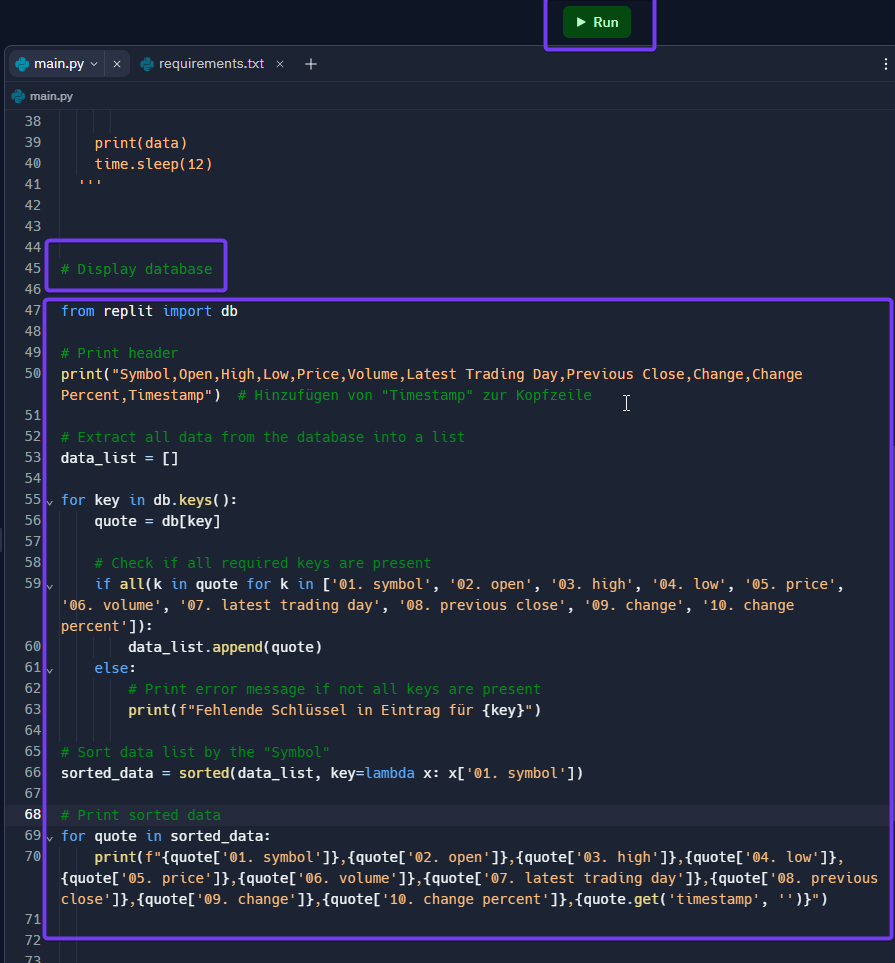 Run
main.py
requirements.txt
main.py
38
39 print(data)
40 time.sleep(12)
41 '''
42
43
44
45 # Display database
46
47 from replit import db
48
49 # Print header
50 print("Symbol,Open,High,Low,Price,Volume,Latest Trading Day,Previous Close,Change,Change
Percent,Timestamp")  # Hinzufügen von "Timestamp" zur Kopfzeile
51
52 # Extract all data from the database into a list
53 data_list = []
54
55 for key in db.keys():
56     quote = db[key]
57
58     # Check if all required keys are present
59     if all(k in quote for k in ['01. symbol', '02. open', '03. high', '04. low', '05. price',
'06. volume', '07. latest trading day', '08. previous close', '09. change', '10. change
percent']):
60         data_list.append(quote)
61     else:
62         # Print error message if not all keys are present
63         print(f"Fehlende Schlüssel in Eintrag für {key}")
64
65 # Sort data list by the "Symbol"
66 sorted_data = sorted(data_list, key=lambda x: x['01. symbol'])
67
68 # Print sorted data
69 for quote in sorted_data:
70     print(f"{quote['01. symbol']},{quote['02. open']},{quote['03. high']},{quote['04. low']},
{quote['05. price']},{quote['06. volume']},{quote['07. latest trading day']},{quote['08. previous
close']},{quote['09. change']},{quote['10. change percent']},{quote.get('timestamp', '')}")
71
72
73